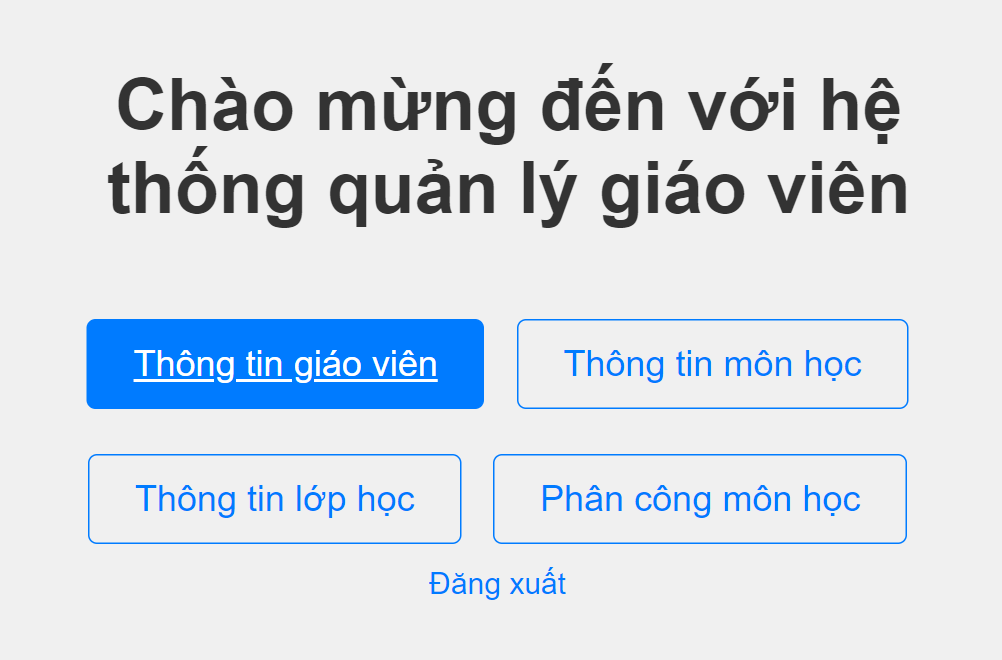 Chào mừng đến với hệ
thống quản lý giáo viên
Thông tin giáo viên
Thông tin môn học
Thông tin lớp học
Phân công môn học
Đăng xuất